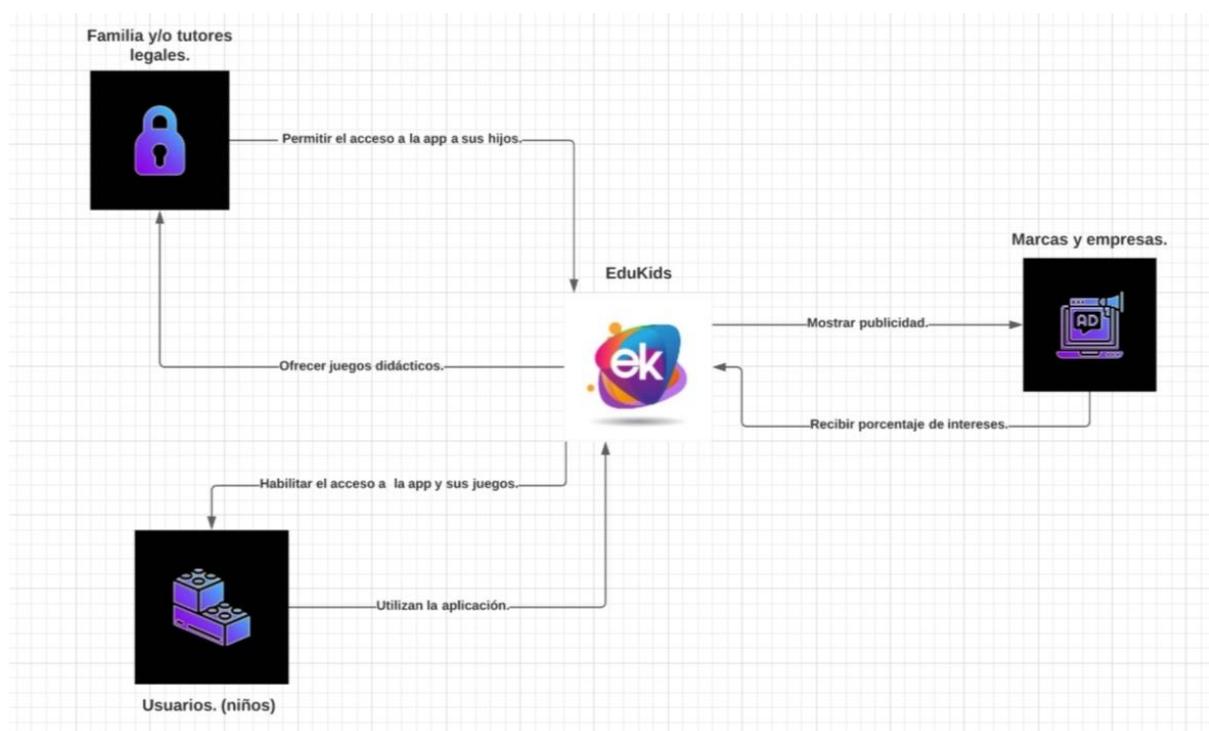 Familia y/o tutores
legales.
Permitir el acceso a la app a sus hijos.
Marcas y empresas.
EduKids
Mostrar publicidad.
AD
ek
Ofrecer juegos didácticos.
Recibir porcentaje de intereses.
Habilitar el acceso a  la app y sus juegos.
Utilizan la aplicación.
Usuarios. (niños)